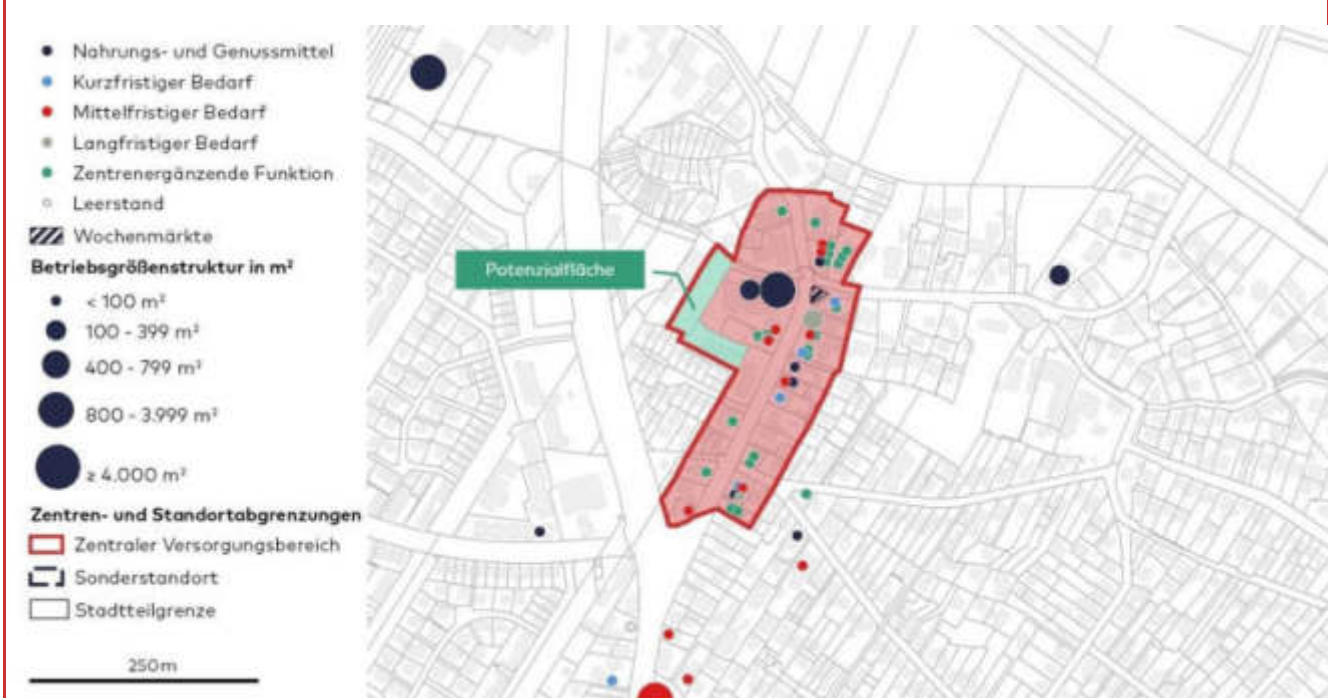 Nahrungs- und Genussmittel
Kurzfristiger Bedarf
Mittelfristiger Bedarf
Langfristiger Bedarf
Zentrenergänzende Funktion
Leerstand
Wochenmärkte
Betriebsgrößenstruktur in m²
< 100 m²
100 - 399 m²
400 - 799 m²
800 - 3.999 m²
≥ 4.000 m²
Zentren- und Standortabgrenzungen
Zentraler Versorgungsbereich
Sonderstandort
Stadtteilgrenze
250m
Potenzialfläche